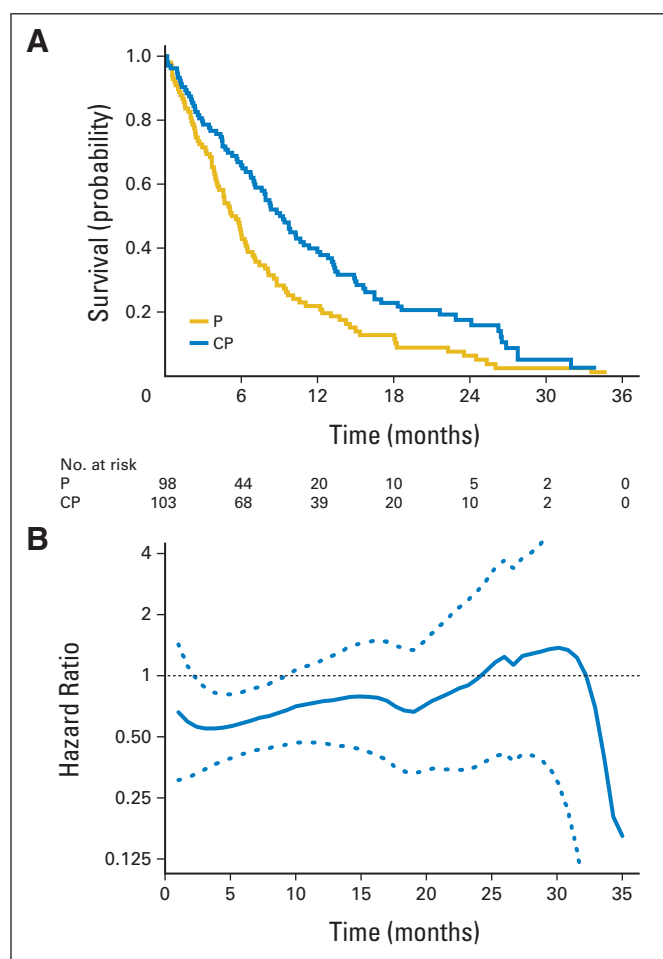 A
1.0
0.8
0.6
0.4
0.2
0
Survival (probability)
P
CP
6 12 18 24 30 36
Time (months)
No. at risk
P 98 44 20 10 5 2 0
CP 103 68 39 20 10 2 0
B
4
2
1
0.50
0.25
0.125
Hazard Ratio
0 5 10 15 20 25 30 35
Time (months)